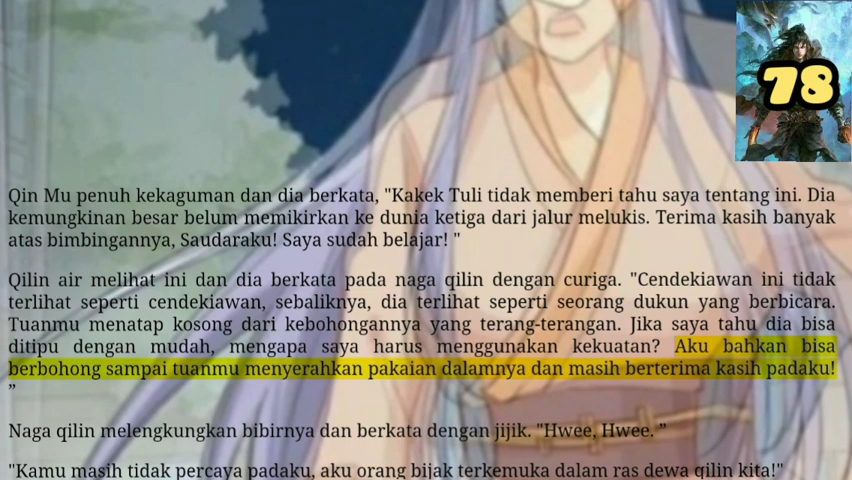 78
Qin Mu penuh kekaguman dan dia berkata, "Kakek Tuli tidak memberi tahu saya tentang ini. Dia
kemungkinan besar belum memikirkan ke dunia ketiga dari jalur melukis. Terima kasih banyak
atas bimbingannya, Saudaraku! Saya sudah belajar! "
Qilin air melihat ini dan dia berkata pada naga qilin dengan curiga. "Cendekiawan ini tidak
terlihat seperti cendekiawan, sebaliknya, dia terlihat seperti seorang dukun yang berbicara.
Tuanmu menatap kosong dari kebohongannya yang terang-terangan. Jika saya tahu dia bisa
ditipu dengan mudah, mengapa saya harus menggunakan kekuatan? Aku bahkan bisa
berbohong sampai tuanmu menyerahkan pakaian dalamnya dan masih berterima kasih padaku!
”
Naga qilin melengkungkan bibirnya dan berkata dengan jijik. "Hwee, Hwee. ”
"Kamu masih tidak percaya padaku, aku orang bijak terkemuka dalam ras dewa qilin kita!"